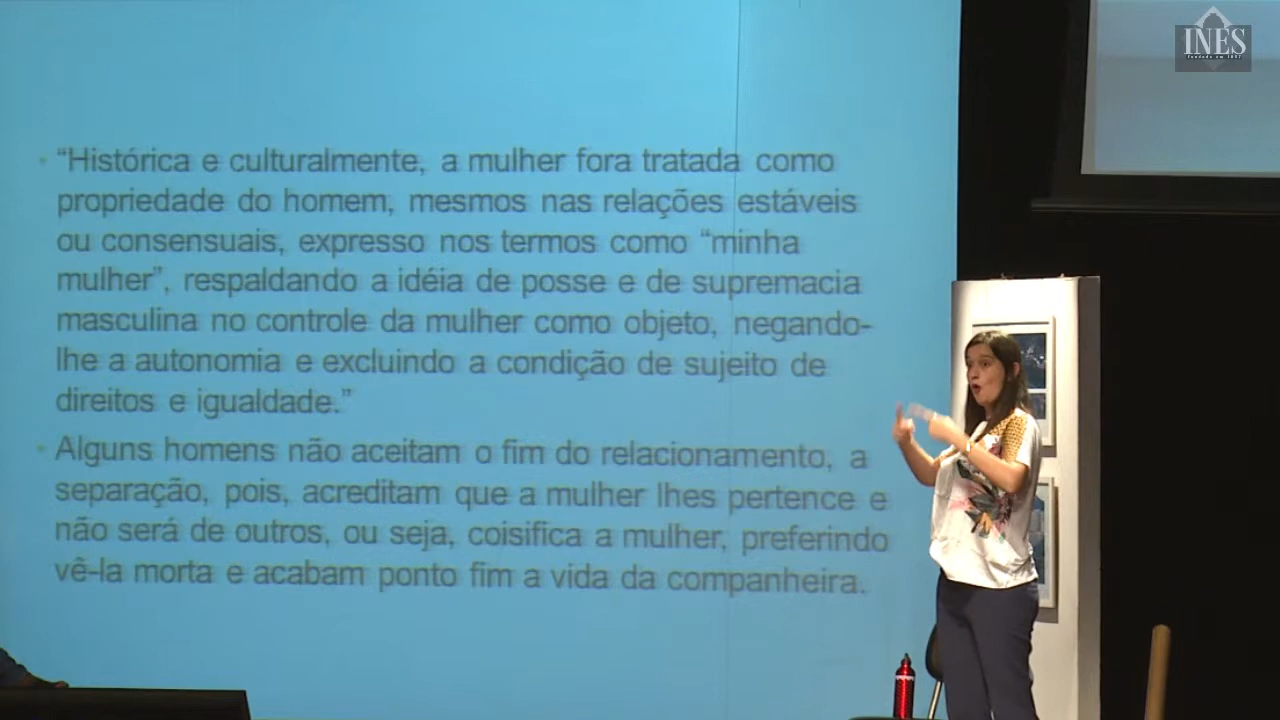 INES
fundado em 1857
• “Histórica e culturalmente, a mulher fora tratada como
propriedade do homem, mesmos nas relações estáveis
ou consensuais, expresso nos termos como “minha
mulher”, respaldando a idéia de posse e de supremacia
masculina no controle da mulher como objeto, negando-
lhe a autonomia e excluindo a condição de sujeito de
direitos e igualdade.”
• Alguns homens não aceitam o fim do relacionamento, a
separação, pois, acreditam que a mulher lhes pertence e
não será de outros, ou seja, coisifica a mulher, preferindo
vê-la morta e acabam ponto fim a vida da companheira.